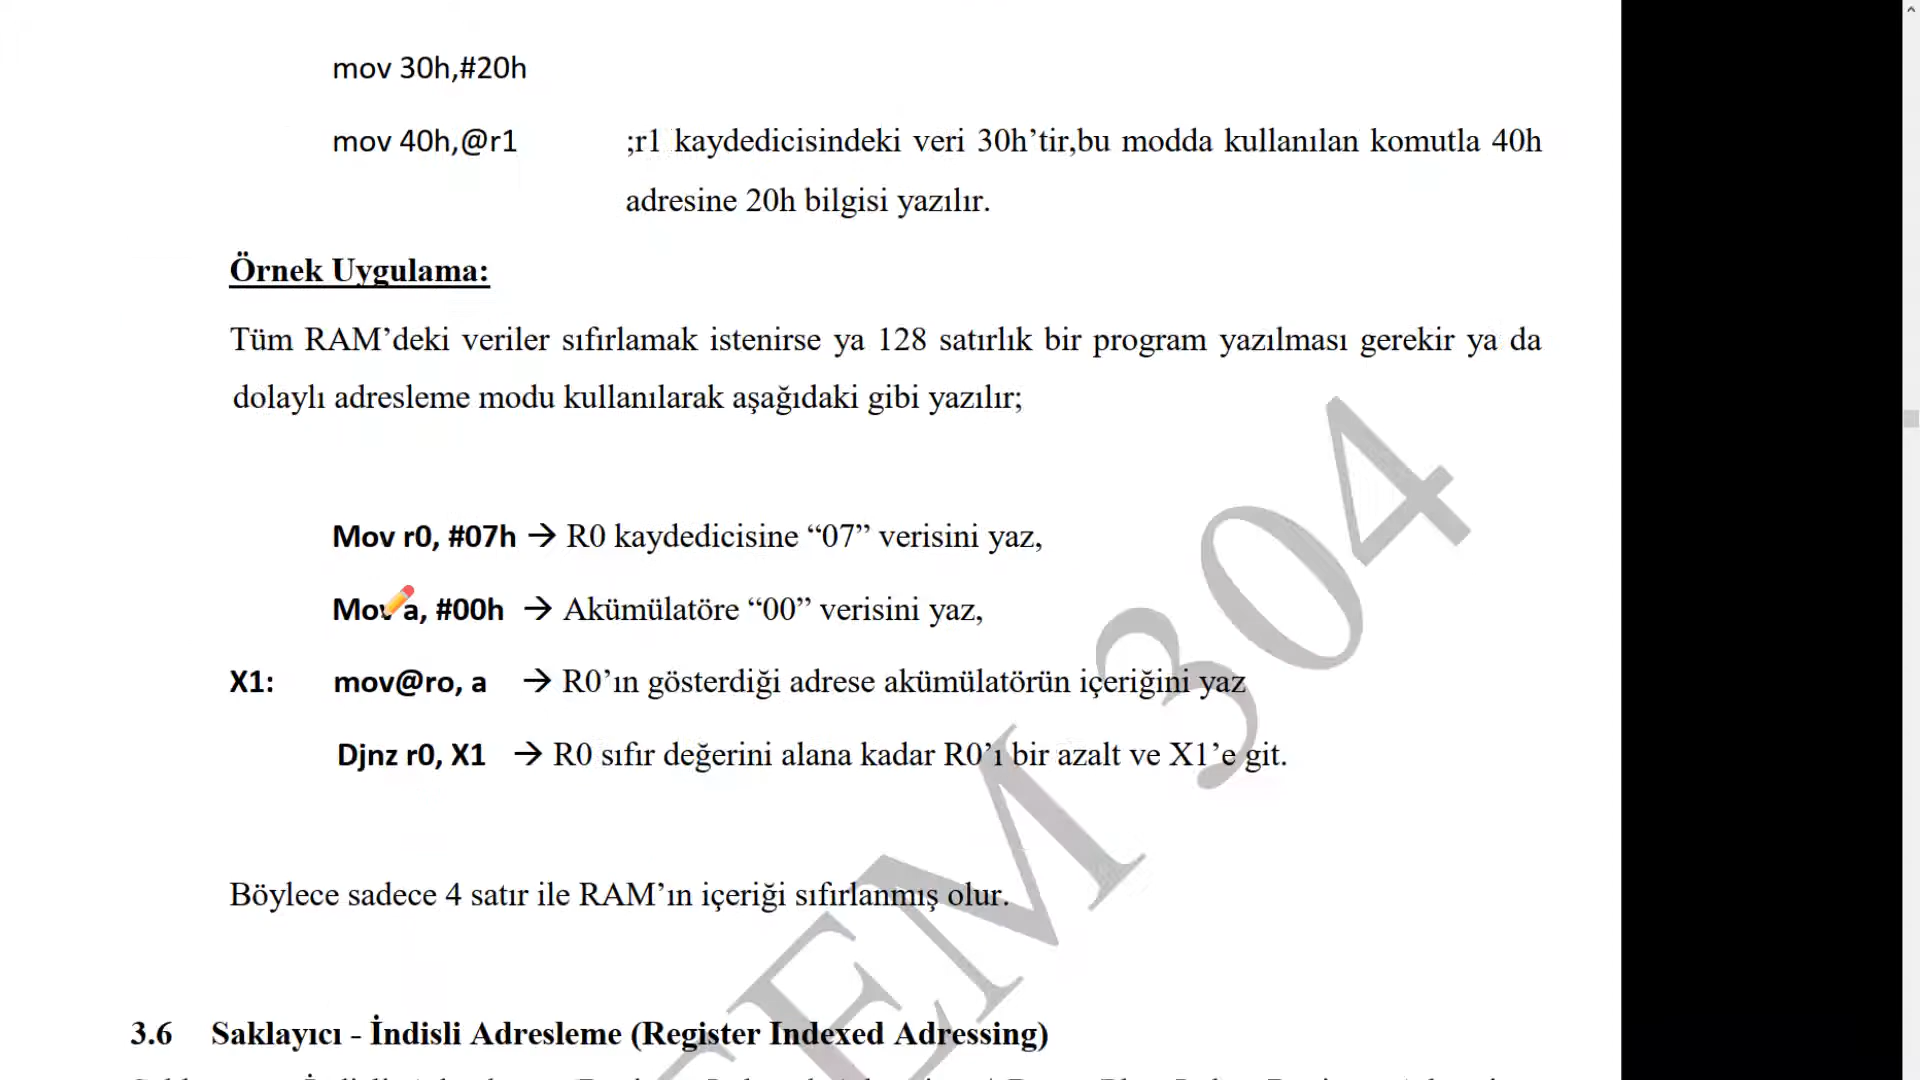 mov 30h,#20h
mov 40h,@r1 ;r1 kaydedicisindeki veri 30h’tir,bu modda kullanılan komutla 40h
adresine 20h bilgisi yazılır.
Örnek Uygulama:
Tüm RAM’deki veriler sıfırlamak istenirse ya 128 satırlık bir program yazılması gerekir ya da
dolaylı adresleme modu kullanılarak aşağıdaki gibi yazılır;
Mov r0, #07h → R0 kaydedicisine “07” verisini yaz,
Mov a, #00h → Akümülatöre “00” verisini yaz,
X1: mov@ro, a → R0’ın gösterdiği adrese akümülatörün içeriğini yaz
Djnz r0, X1 → R0 sıfır değerini alana kadar R0’ı bir azalt ve X1’e git.
Böylece sadece 4 satır ile RAM’ın içeriği sıfırlanmış olur.
3.6 Saklayıcı - İndisli Adresleme (Register Indexed Adressing)
EM 304